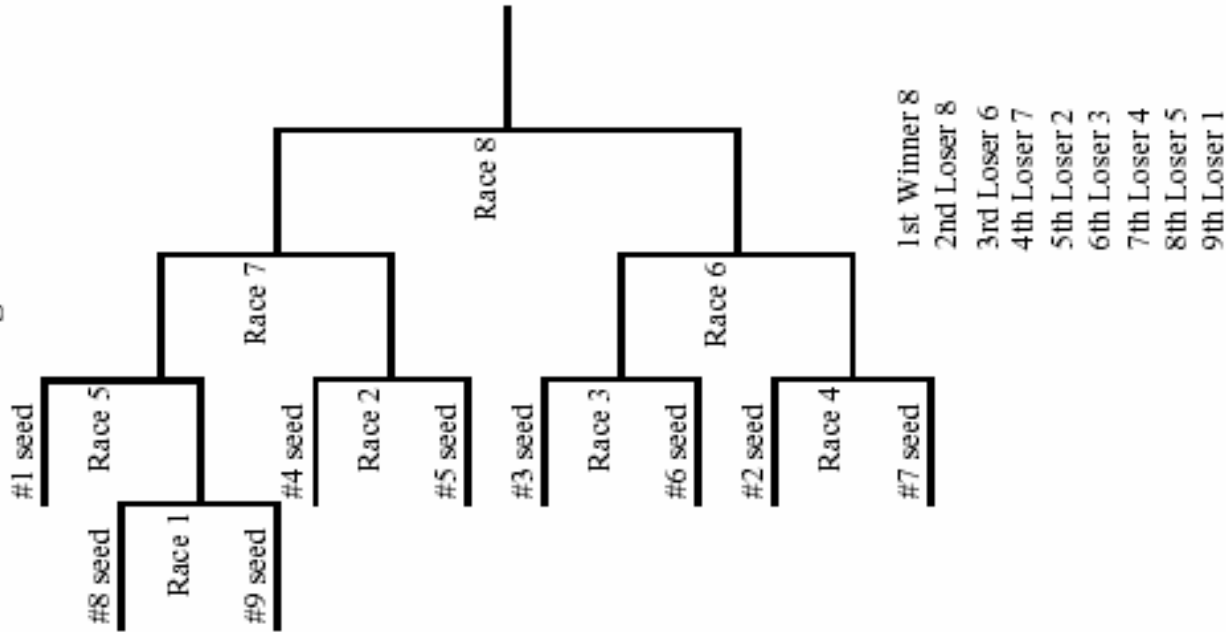 #8 seed
Race 1
#9 seed
#1 seed
Race 5
#4 seed
Race 2
#5 seed
#3 seed
Race 3
#6 seed
#2 seed
Race 4
#7 seed
Race 7
Race 6
Race 8
1st Winner 8
2nd Loser 8
3rd Loser 6
4th Loser 7
5th Loser 2
6th Loser 3
7th Loser 4
8th Loser 5
9th Loser 1